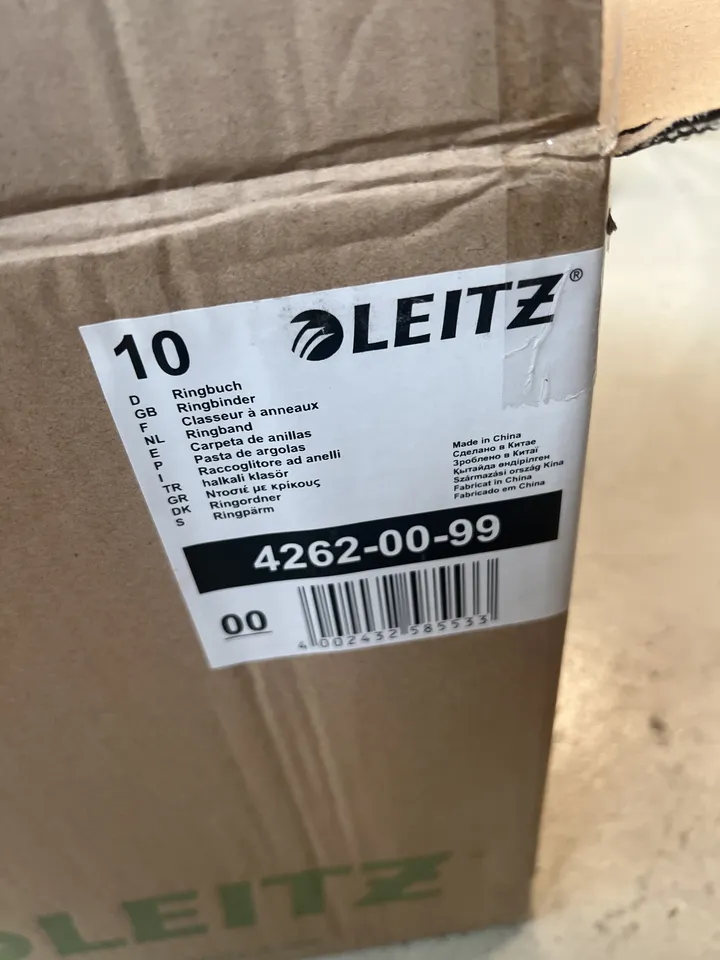 10
LEITZ®
D Ringbuch
GB Ringbinder
F Classeur à anneaux
NL Ringband
E Carpeta de anillas
P Pasta de argolas
I Raccoglitore ad anelli
TR halkali klasör
GR Ντοσιέ με κρίκους
DK Ringordner
S Ringpärm
Made in China
Сделано в Китае
Зроблено в Китаї
Қытайда өндірілген
Származási ország Kína
Fabricat in China
Fabricado em China
4262-00-99
00
4 002432 585533
LEITZ